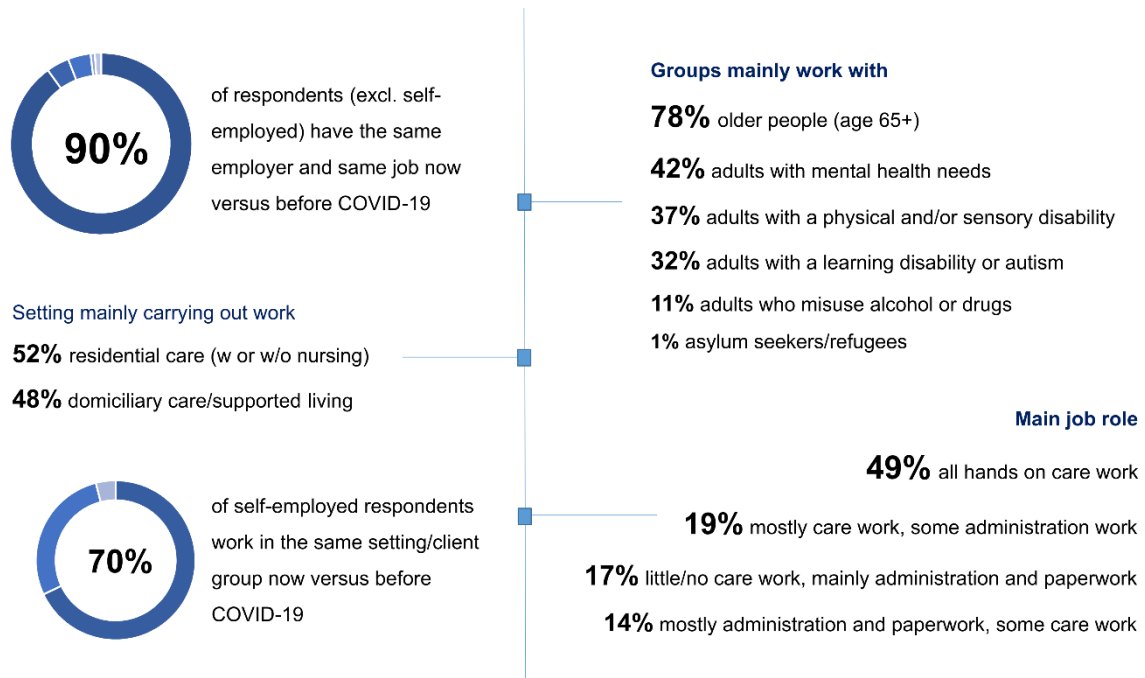 90%
of respondents (excl. self-
employed) have the same
employer and same job now
versus before COVID-19
Setting mainly carrying out work
52% residential care (w or w/o nursing)
48% domiciliary care/supported living
70%
of self-employed respondents
work in the same setting/client
group now versus before
COVID-19
Groups mainly work with
78% older people (age 65+)
42% adults with mental health needs
37% adults with a physical and/or sensory disability
32% adults with a learning disability or autism
11% adults who misuse alcohol or drugs
1% asylum seekers/refugees
Main job role
49% all hands on care work
19% mostly care work, some administration work
17% little/no care work, mainly administration and paperwork
14% mostly administration and paperwork, some care work